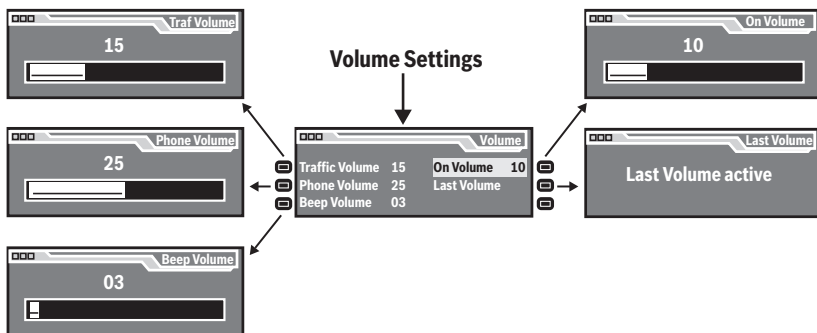 Traf Volume
15
Phone Volume
25
Beep Volume
03
Volume Settings
Volume
Traffic Volume 15 On Volume 10
Phone Volume 25 Last Volume
Beep Volume 03
On Volume
10
Last Volume
Last Volume active